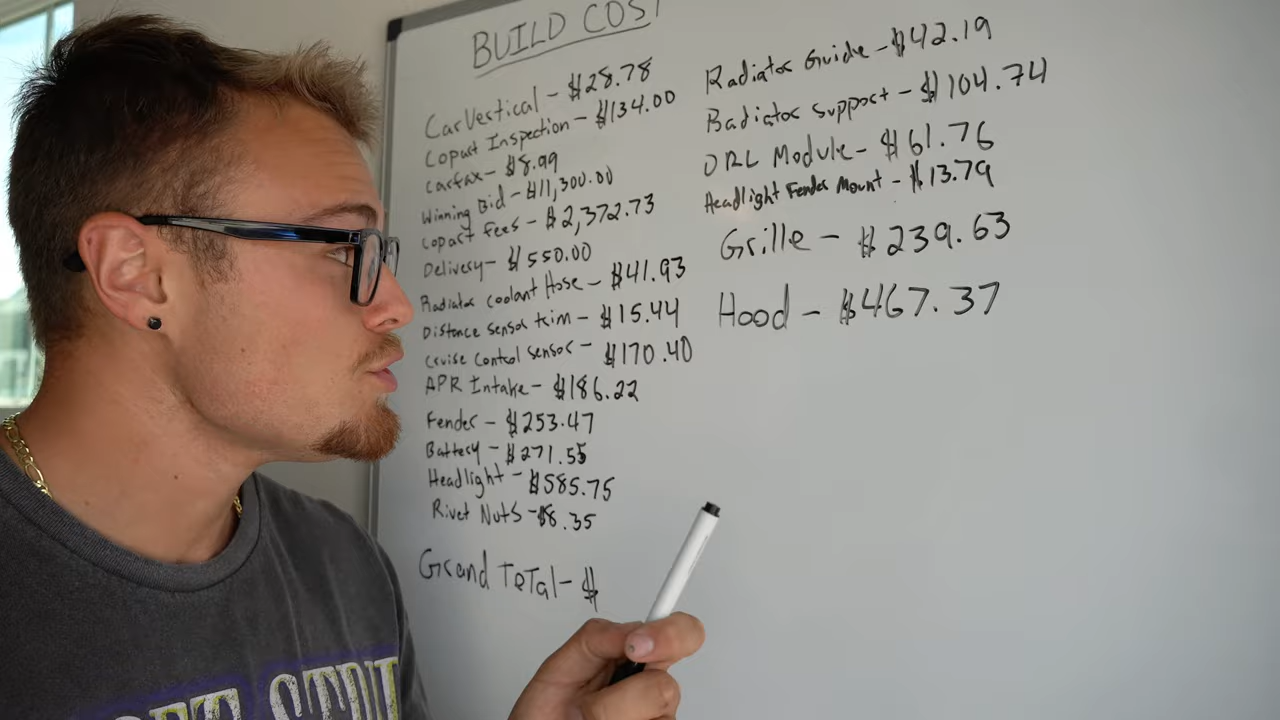 BUILD COST
CarVertical - $28.78
Copart Inspection - $134.00
Carfax - $8.99
Winning Bid - $11,300.00
Copart Fees - $2,372.73
Delivery - $550.00
Radiator Coolant Hose - $41.93
Distance Sensor trim - $15.44
Cruise Control Sensor - $170.40
APR Intake - $186.22
Fender - $253.47
Battery - $271.55
Headlight - $585.75
Rivet Nuts - $8.35
Grand Total - $
Radiator Guide - $42.19
Radiator Support - $104.74
DRL Module - $61.76
Headlight Fender Mount - $13.79
Grille - $239.63
Hood - $467.37